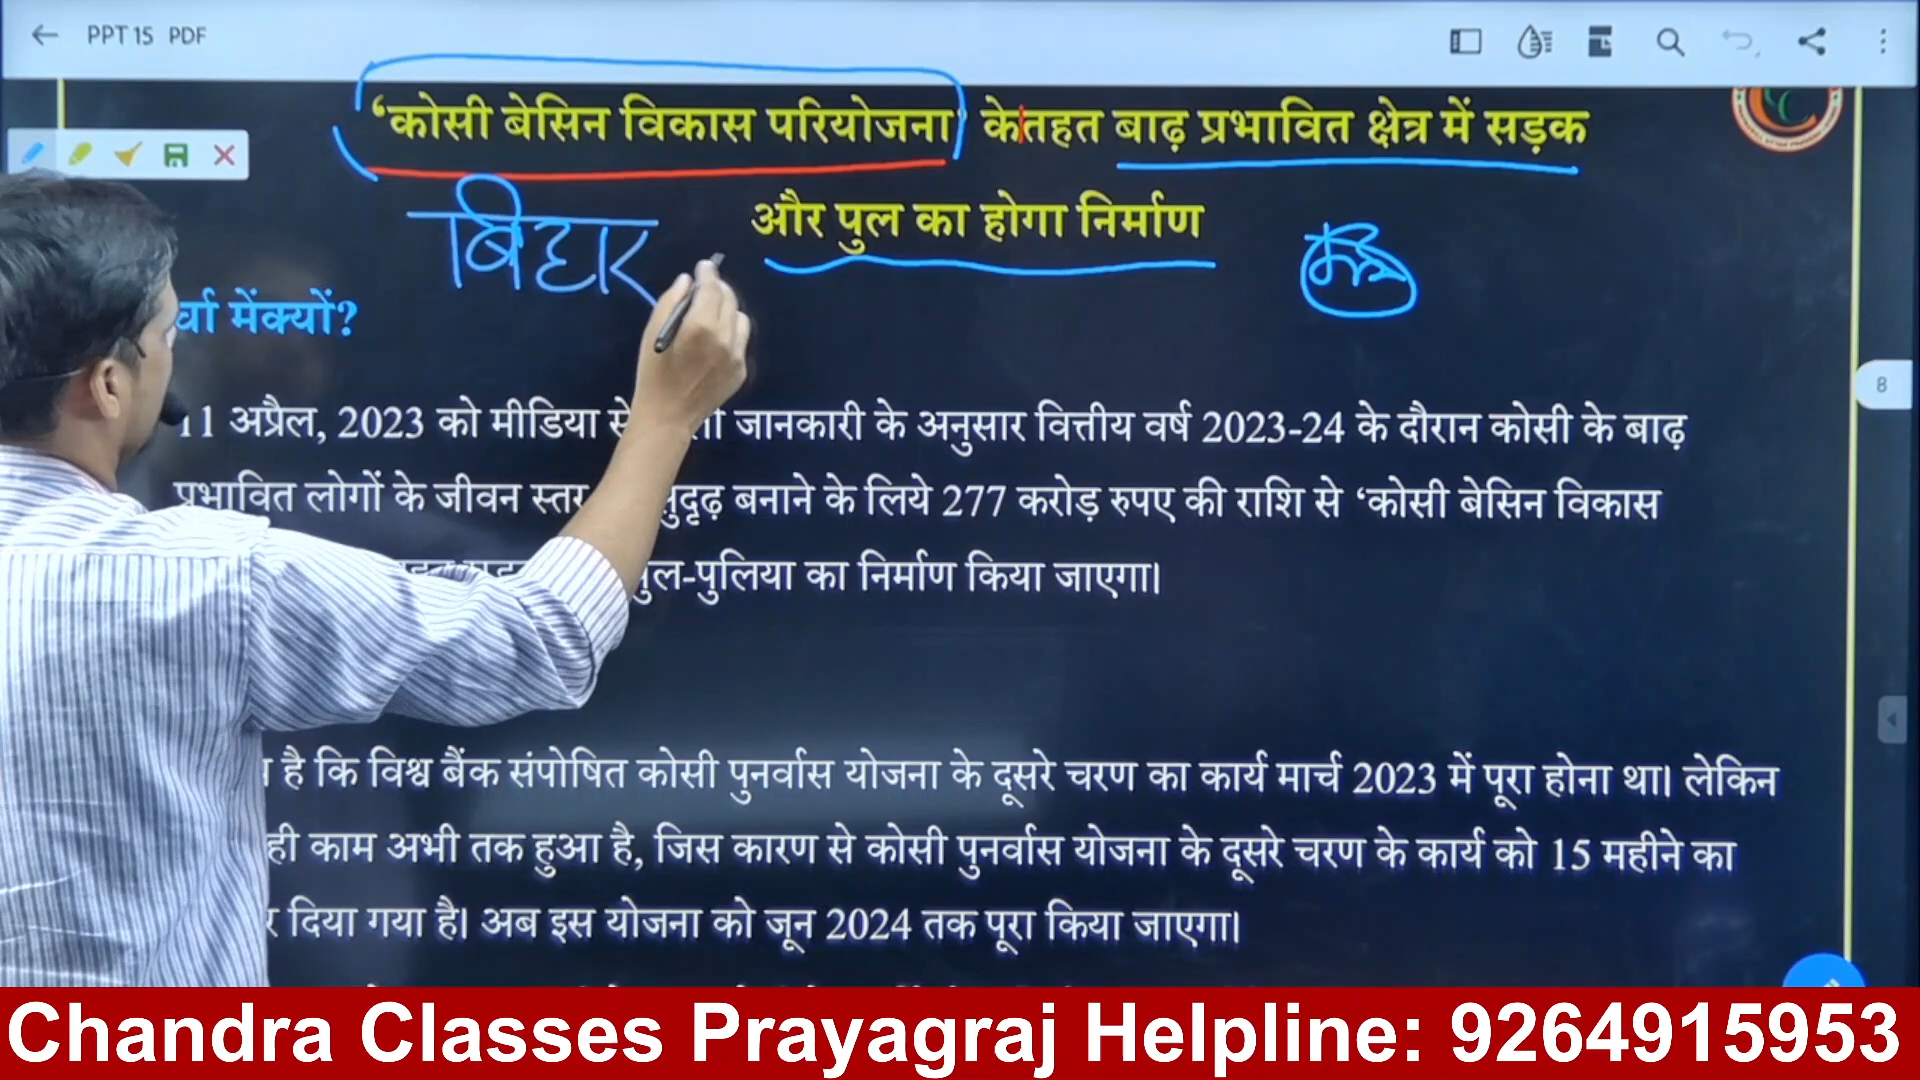 PPT 15 PDF
‘कोसी बेसिन विकास परियोजना’ केतहत बाढ़ प्रभावित क्षेत्र में सड़क
और पुल का होगा निर्माण
बिहार
र्चा मेंक्यों?
8
11 अप्रैल, 2023 को मीडिया से जानकारी के अनुसार वित्तीय वर्ष 2023-24 के दौरान कोसी के बाढ़
प्रभावित लोगों के जीवन स्तर सुदृढ़ बनाने के लिये 277 करोड़ रुपए की राशि से ‘कोसी बेसिन विकास
पुल-पुलिया का निर्माण किया जाएगा।
है कि विश्व बैंक संपोषित कोसी पुनर्वास योजना के दूसरे चरण का कार्य मार्च 2023 में पूरा होना था। लेकिन
ही काम अभी तक हुआ है, जिस कारण से कोसी पुनर्वास योजना के दूसरे चरण के कार्य को 15 महीने का
र दिया गया है। अब इस योजना को जून 2024 तक पूरा किया जाएगा।
Chandra Classes Prayagraj Helpline: 9264915953